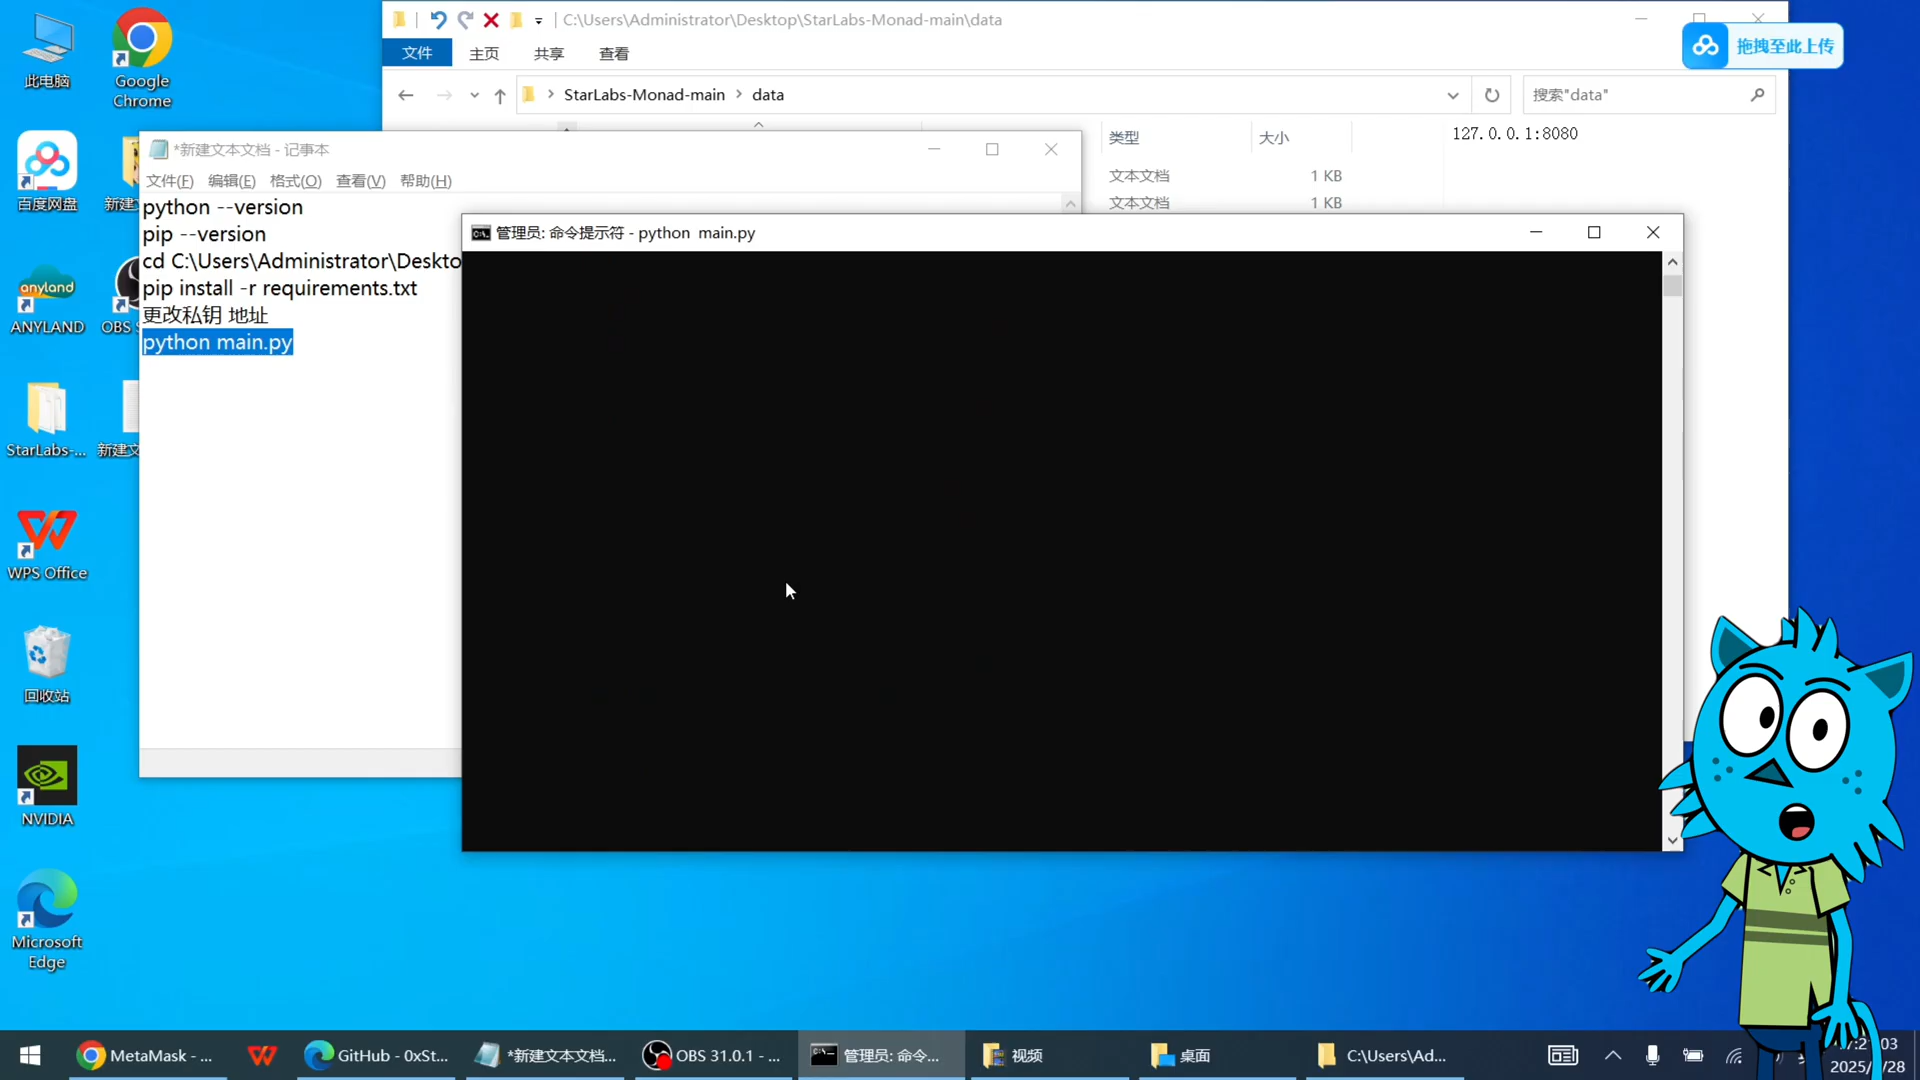 C:\Users\Administrator\Desktop\StarLabs-Monad-main\data
文件 主页 共享 查看
StarLabs-Monad-main data
搜索"data"
拖拽至此上传
类型 大小
文本文档 1 KB
文本文档 1 KB
127.0.0.1:8080
*新建文本文档 - 记事本
文件(F) 编辑(E) 格式(O) 查看(V) 帮助(H)
python --version
pip --version
cd C:\Users\Administrator\Deskto
pip install -r requirements.txt
更改私钥 地址
python main.py
管理员: 命令提示符 - python main.py
此电脑
Google Chrome
百度网盘
新建
ANYLAND
anyland
OBS
StarLabs-...
新建文
WPS Office
回收站
NVIDIA
Microsoft Edge
MetaMask - ...
GitHub - 0xSt...
*新建文本文档...
OBS 31.0.1 - ...
管理员: 命令...
视频
桌面
C:\Users\Ad...